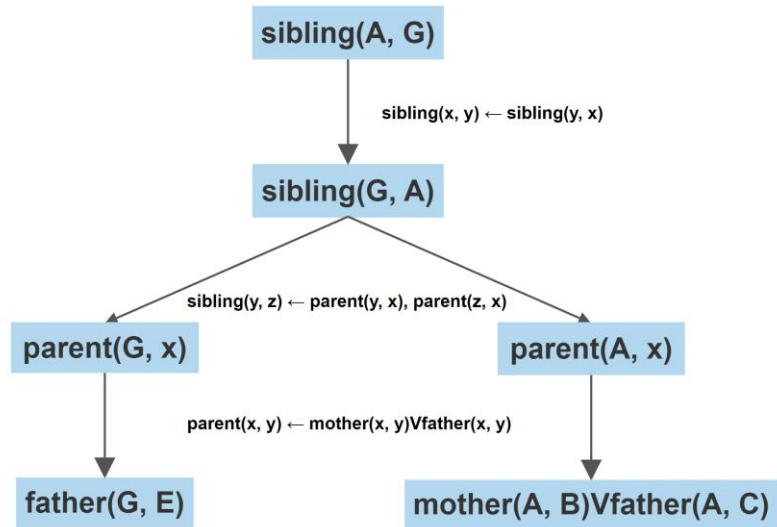 sibling(A, G)
sibling(x, y) ← sibling(y, x)
sibling(G, A)
sibling(y, z) ← parent(y, x), parent(z, x)
parent(G, x)
parent(A, x)
parent(x, y) ← mother(x, y)Vfather(x, y)
father(G, E)
mother(A, B)Vfather(A, C)